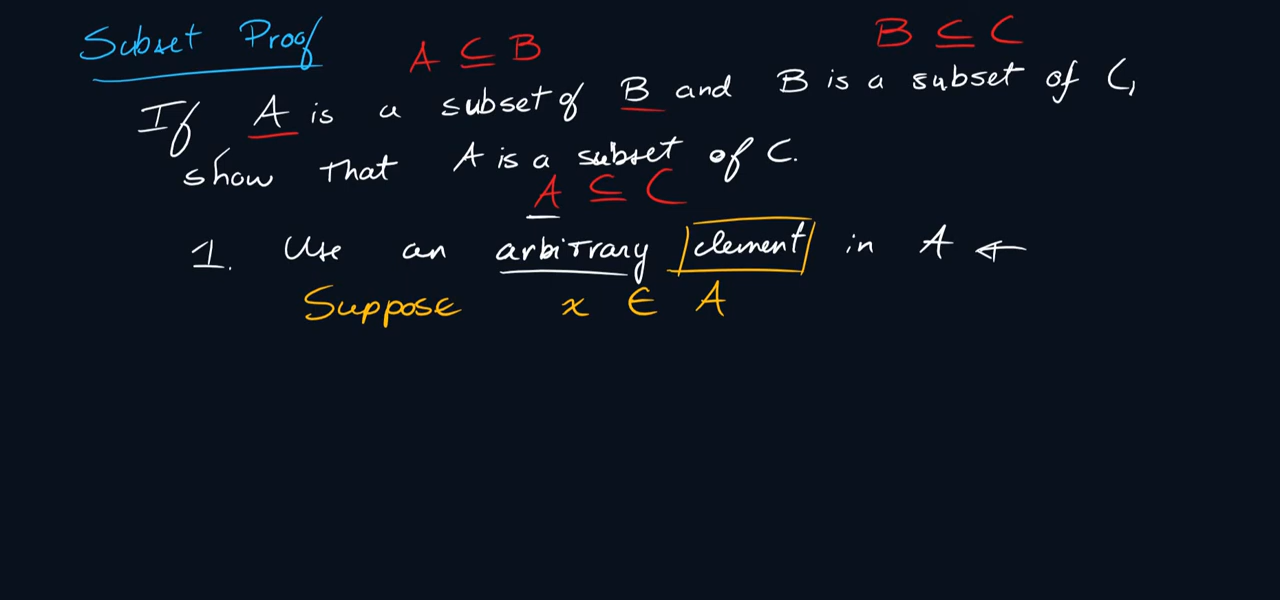 Subset Proof
A ⊆ B
B ⊆ C
If A is a subset of B and B is a subset of C,
show that A is a subset of C.
A ⊆ C
1. Use an arbitrary element in A ←
Suppose x ∈ A